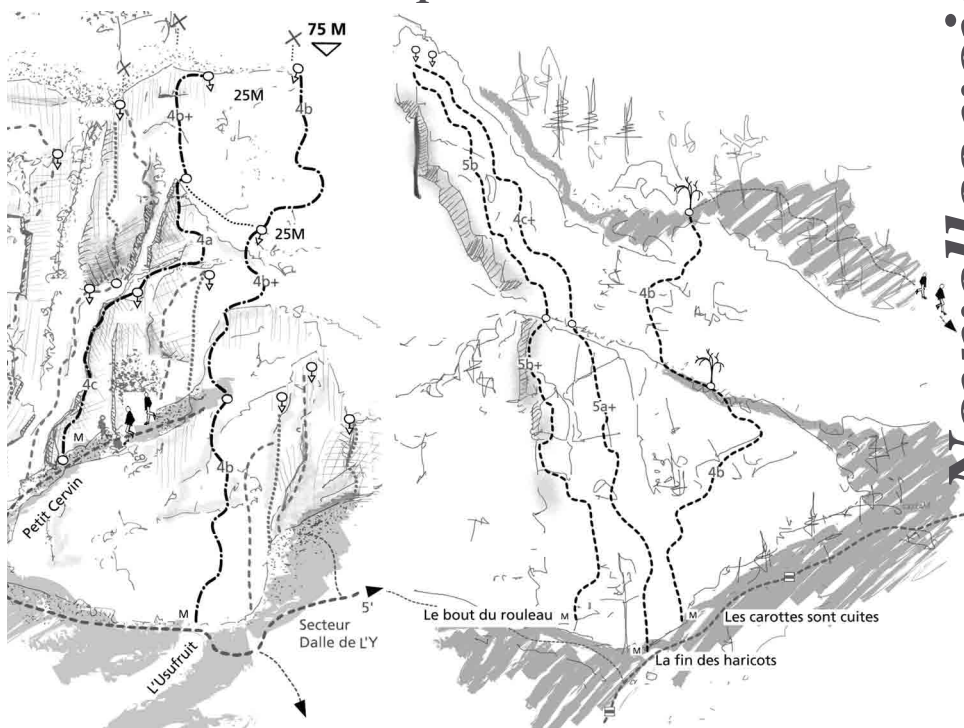 75 M
25M
4b+
4b
4a
25M
4b+
4c
M
4b
Petit Cervin
M
L'Usufruit
5'
Secteur
Dalle de L'Y
5b
4c+
4b
5b+
5a+
4b
Le bout du rouleau
M
M
Les carottes sont cuites
M
La fin des haricots